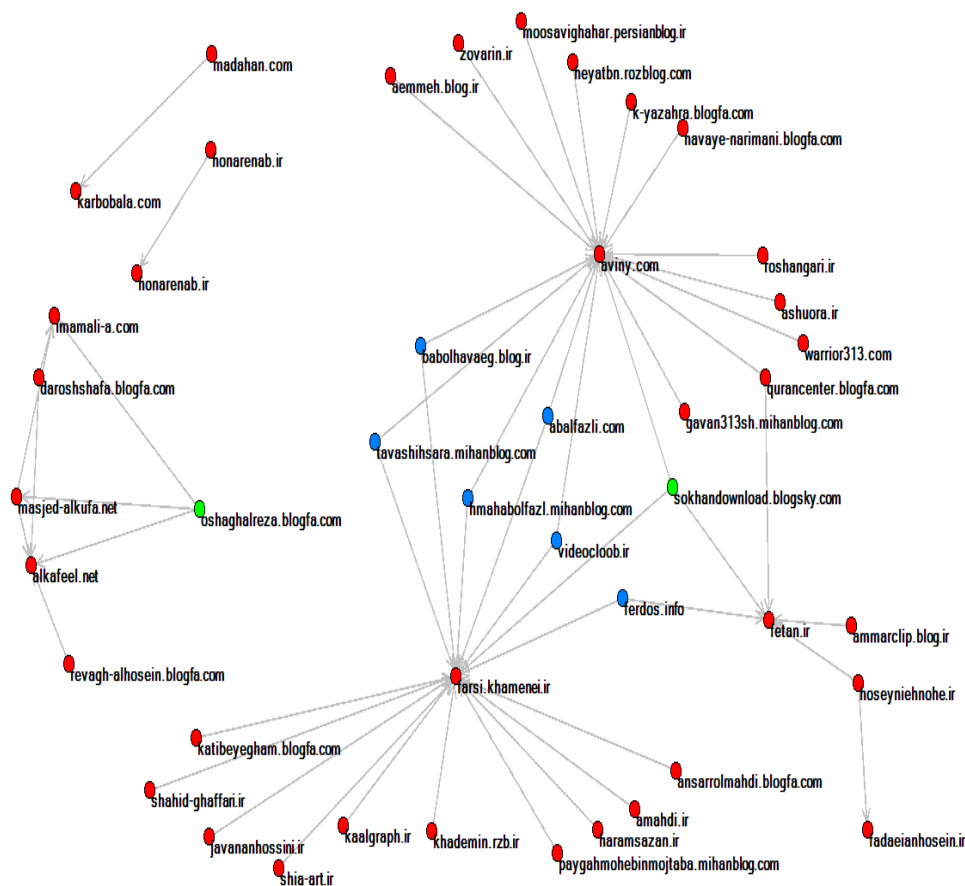 moosavighahar.persianblog.ir
zovarin.ir
madahan.com
heyatbn.rozblog.com
aemmeh.blog.ir
k-yazahra.blogfa.com
navaye-narimani.blogfa.com
honarenab.ir
karbobala.com
aviny.com
roshangari.ir
honarenab.ir
ashuora.ir
imamali-a.com
warrior313.com
babolhavaeg.blog.ir
daroshshafa.blogfa.com
qurancenter.blogfa.com
gavan313sh.mihanblog.com
abalfazli.com
tavashihsara.mihanblog.com
sokhandownload.blogsky.com
masjed-alkufa.net
hmahabolfazl.mihanblog.com
oshaghalreza.blogfa.com
videocloob.ir
alkafeel.net
ferdos.info
fetan.ir
ammarclip.blog.ir
revagh-alhosein.blogfa.com
farsi.khamenei.ir
hoseyniehnohe.ir
katibeyegham.blogfa.com
ansarrolmahdi.blogfa.com
shahid-ghaffari.ir
amahdi.ir
kaalgraph.ir
khademin.rzb.ir
haramsazan.ir
fadaeianhosein.ir
javananhossini.ir
paygahmohebinmojtaba.mihanblog.com
shia-art.ir